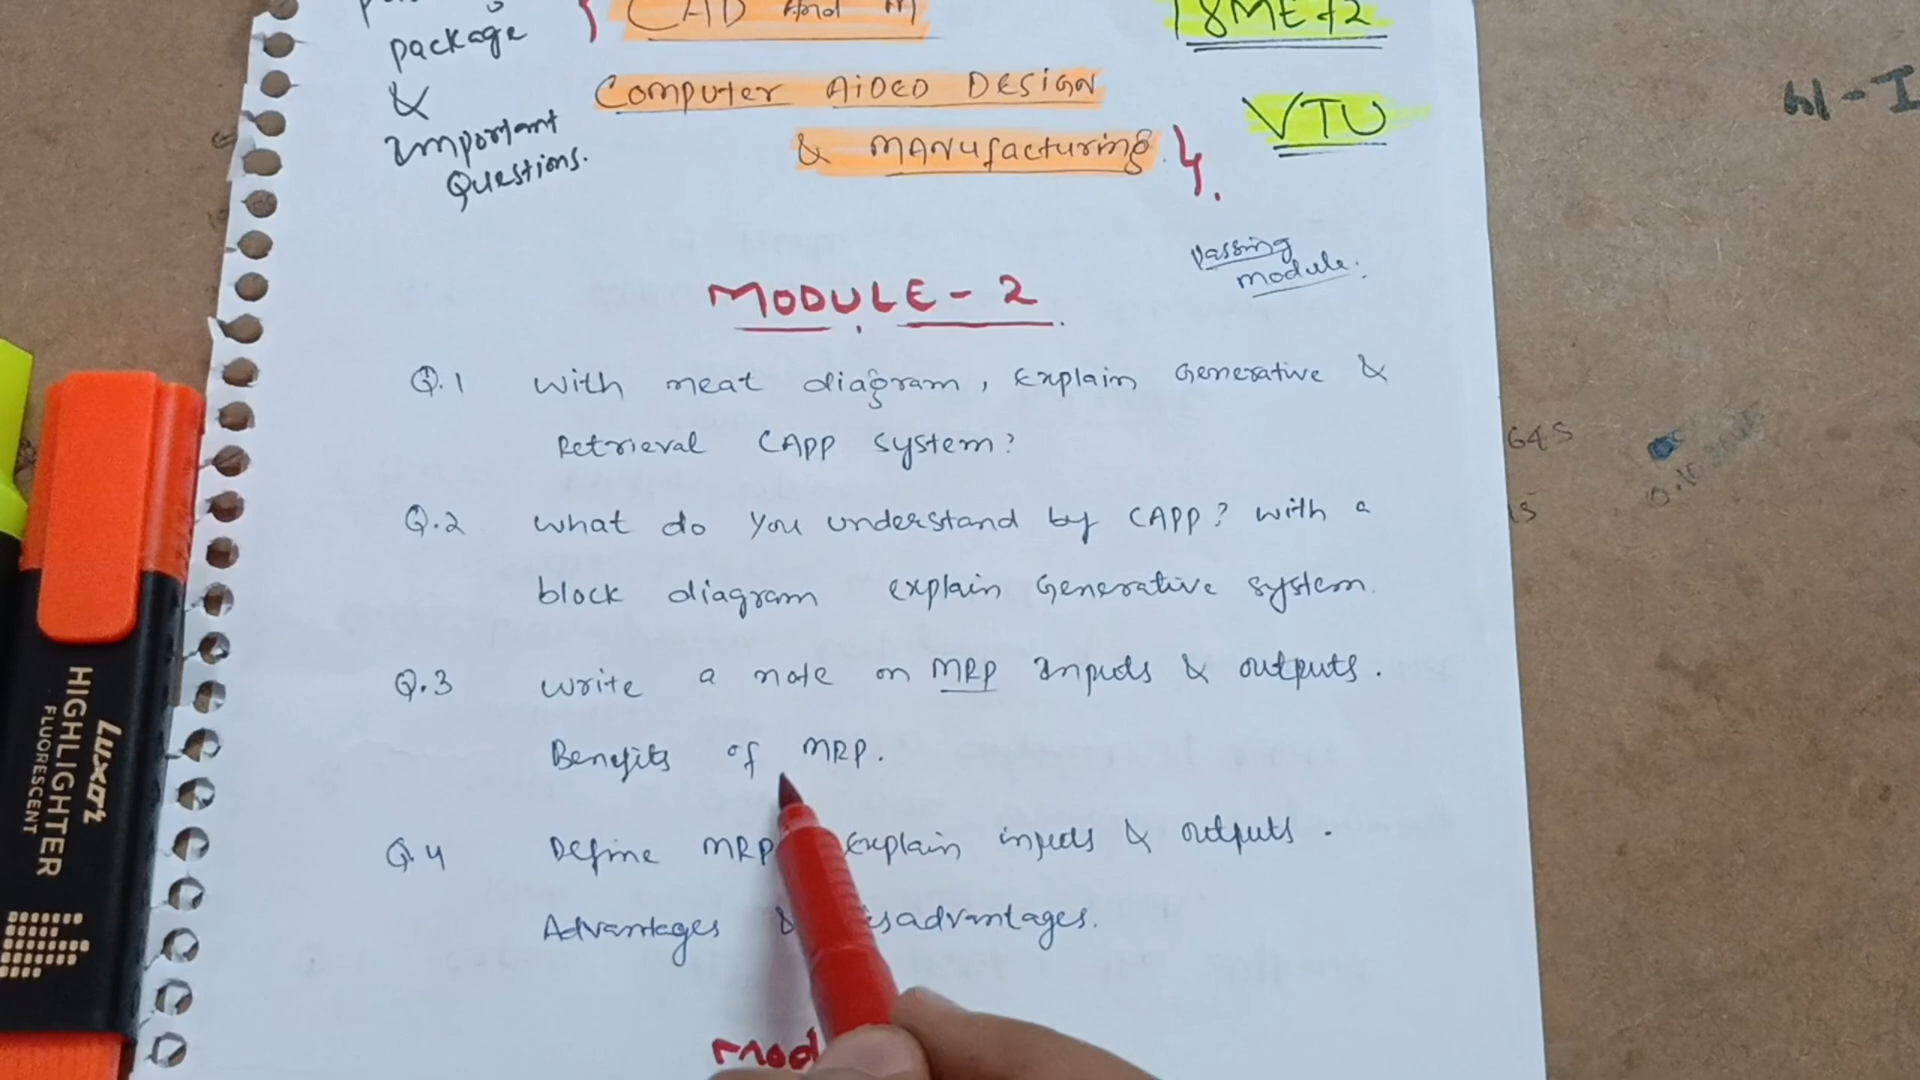 package
&
Important
Questions.
CAD And M
Computer AiDED DESiGN
& MANufacturing.
18ME72
VTU
Passing
module.
MODULE - 2
Q.1 with neat diagram, Explain Generative &
Retrieval CAPP system?
Q.2 what do you understand by CAPP? with a
block diagram explain Generative system.
Q.3 write a note on MRP Inputs & outputs.
Benefits of MRP.
Q.4 Define MRP Explain inputs & outputs.
Advantages & isadvantages.
Mod
Luxor
HIGHLIGHTER
FLUORESCENT
645